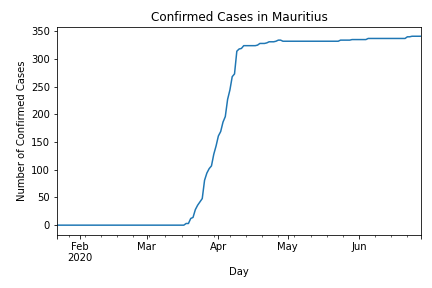 Confirmed Cases in Mauritius
Number of Confirmed Cases
350
300
250
200
150
100
50
0
Feb
2020
Mar
Apr
May
Jun
Day